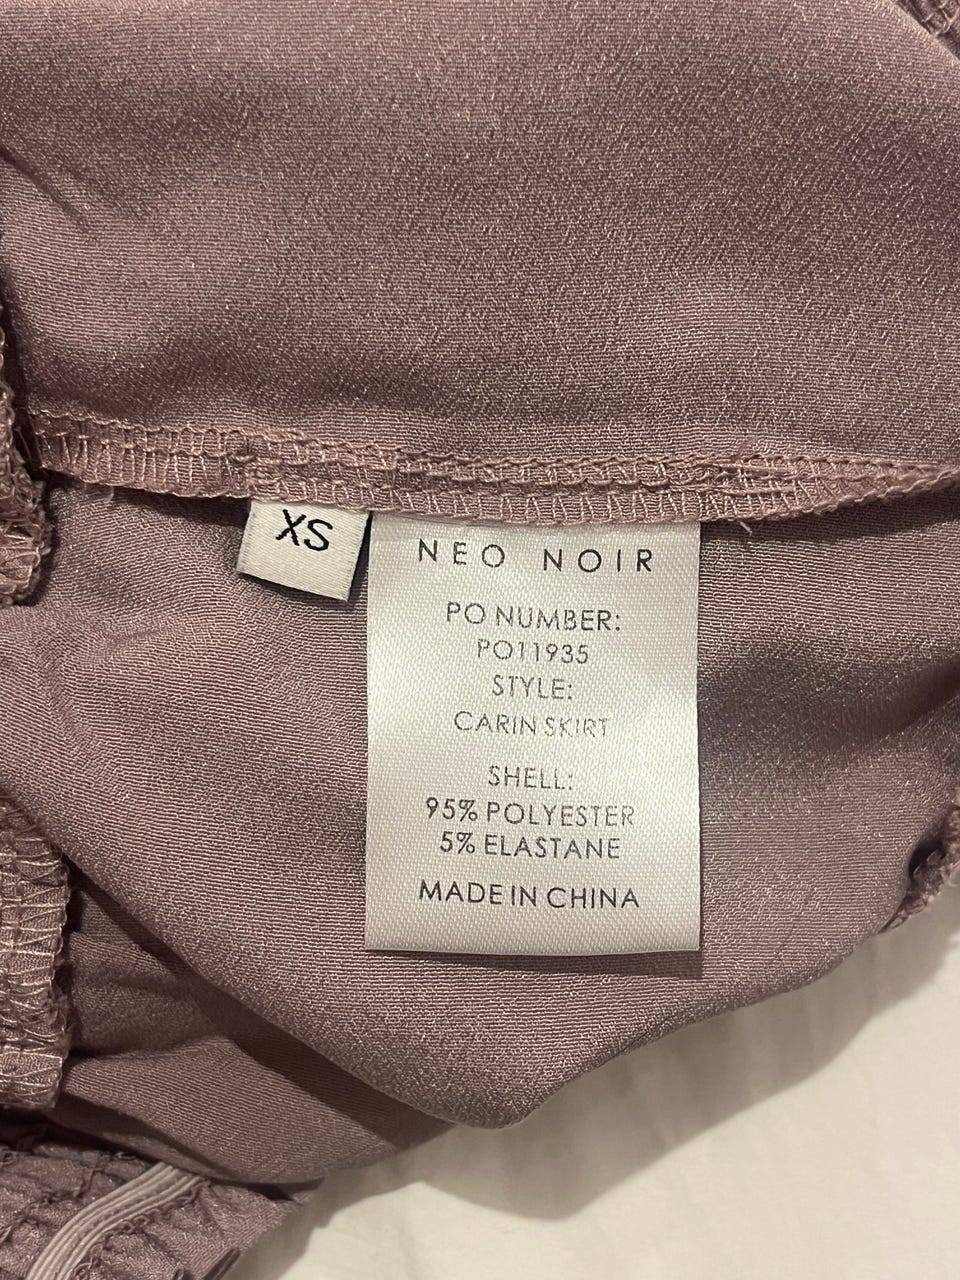 XS
NEO NOIR
PO NUMBER:
PO11935
STYLE:
CARIN SKIRT
SHELL:
95% POLYESTER
5% ELASTANE
MADE IN CHINA